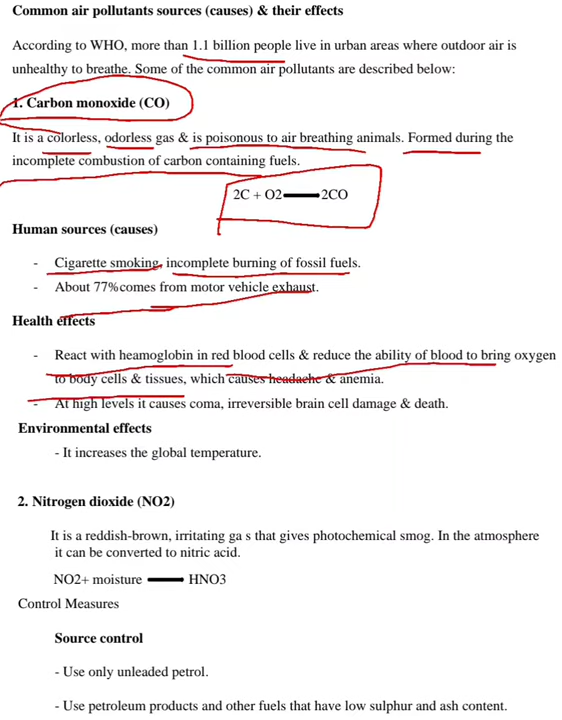 Common air pollutants sources (causes) & their effects
According to WHO, more than 1.1 billion people live in urban areas where outdoor air is
unhealthy to breathe. Some of the common air pollutants are described below:
1. Carbon monoxide (CO)
It is a colorless, odorless gas & is poisonous to air breathing animals. Formed during the
incomplete combustion of carbon containing fuels.
2C + O2 2CO
Human sources (causes)
- Cigarette smoking, incomplete burning of fossil fuels.
- About 77%comes from motor vehicle exhaust.
Health effects
- React with heamoglobin in red blood cells & reduce the ability of blood to bring oxygen
to body cells & tissues, which causes headache & anemia.
- At high levels it causes coma, irreversible brain cell damage & death.
Environmental effects
- It increases the global temperature.
2. Nitrogen dioxide (NO2)
It is a reddish-brown, irritating ga s that gives photochemical smog. In the atmosphere
it can be converted to nitric acid.
NO2+ moisture HNO3
Control Measures
Source control
- Use only unleaded petrol.
- Use petroleum products and other fuels that have low sulphur and ash content.